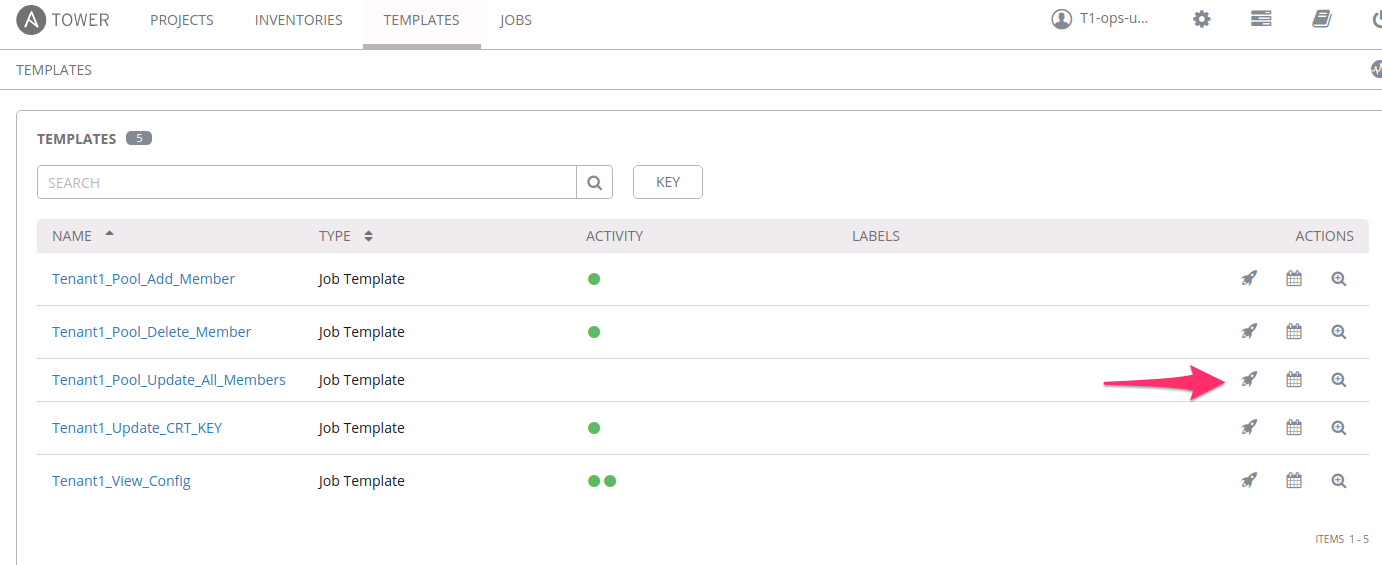 A TOWER PROJECTS INVENTORIES TEMPLATES JOBS T1-ops-u...
TEMPLATES
TEMPLATES 5
SEARCH KEY
NAME TYPE ACTIVITY LABELS ACTIONS
Tenant1_Pool_Add_Member Job Template
Tenant1_Pool_Delete_Member Job Template
Tenant1_Pool_Update_All_Members Job Template
Tenant1_Update_CRT_KEY Job Template
Tenant1_View_Config Job Template
ITEMS 1 - 5